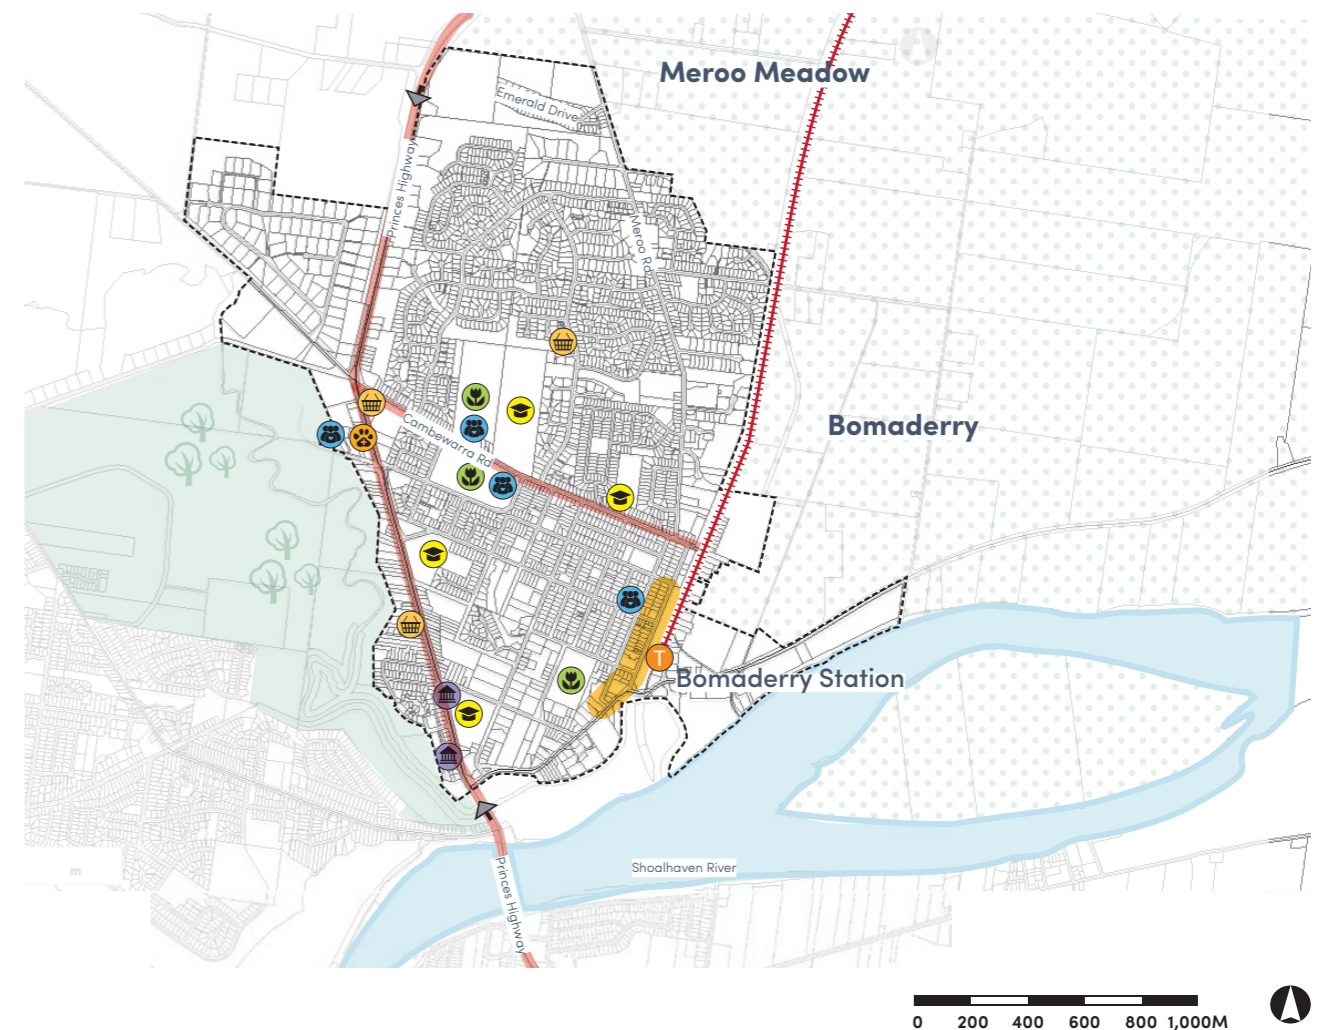 Meroo Meadow
Emerald Drive
Princes Highway
Meroo Rd
Cambewarra Rd
Bomaderry
T
Bomaderry Station
Shoalhaven River
m
Princes Highway
0 200 400 600 800 1,000M